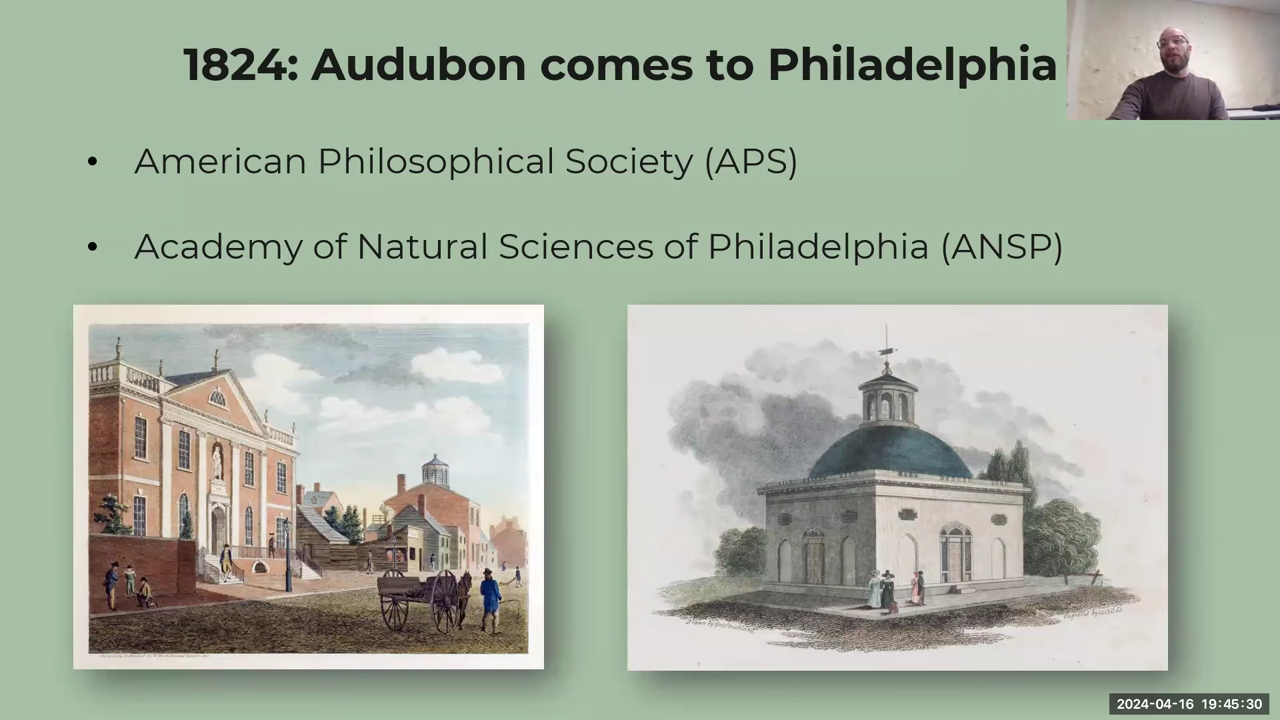 1824: Audubon comes to Philadelphia
• American Philosophical Society (APS)
• Academy of Natural Sciences of Philadelphia (ANSP)
2024-04-16 19:45:30